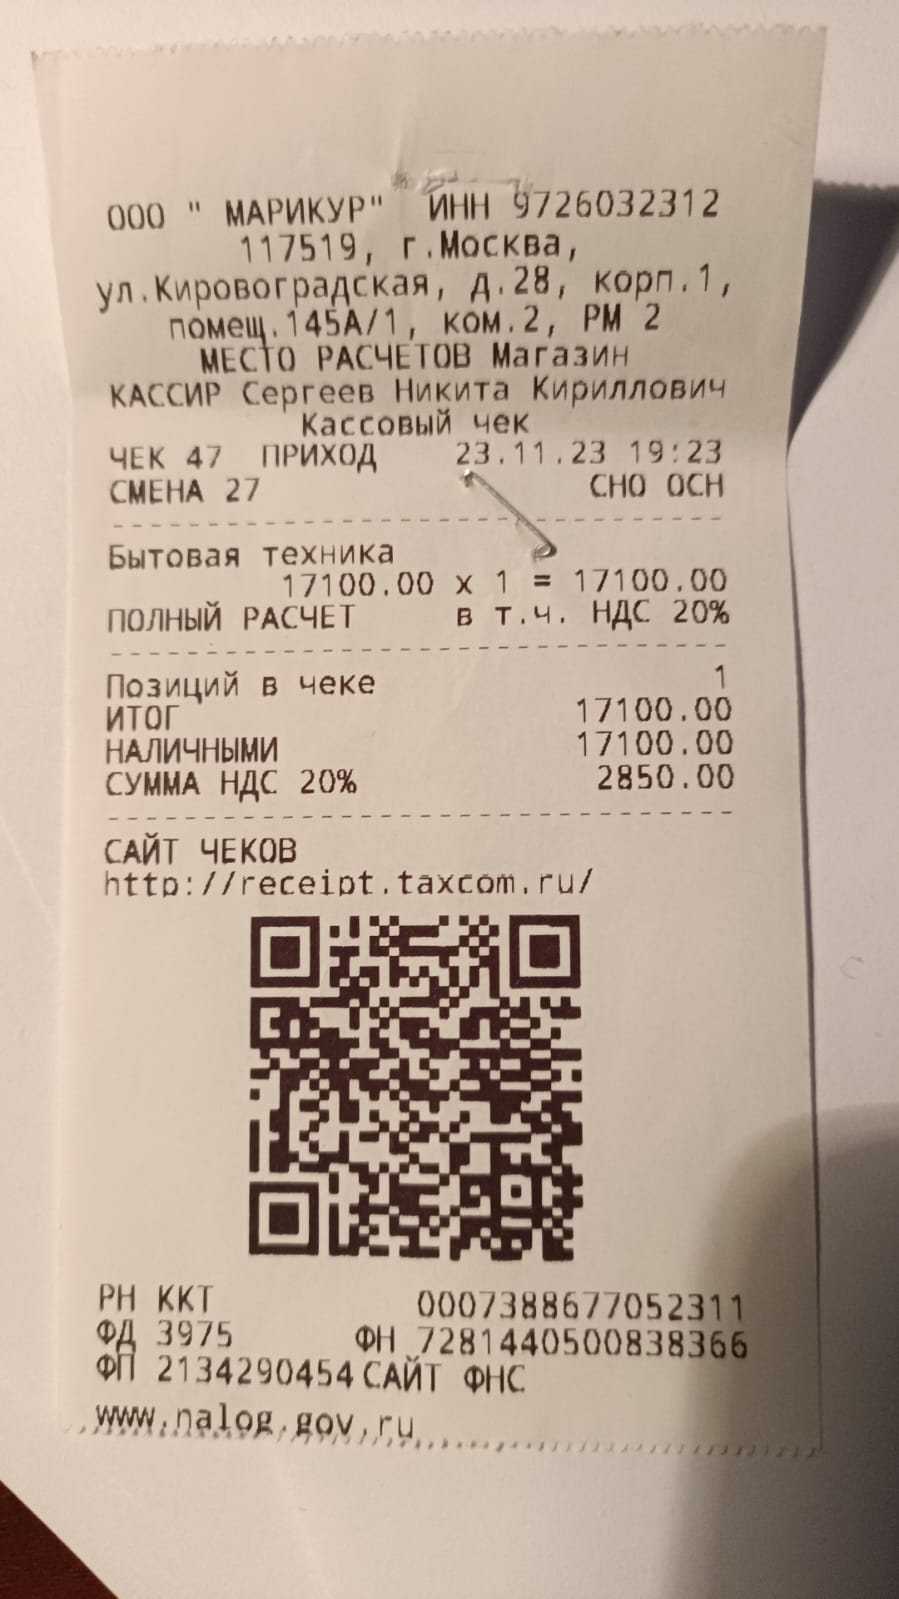 ООО " МАРИКУР" ИНН 9726032312
117519, г.Москва,
ул.Кировоградская, д.28, корп.1,
помещ.145А/1, ком.2, РМ 2
МЕСТО РАСЧЕТОВ Магазин
КАССИР Сергеев Никита Кириллович
Кассовый чек
ЧЕК 47 ПРИХОД 23.11.23 19:23
СМЕНА 27 СНО ОСН
Бытовая техника
17100.00 x 1 = 17100.00
ПОЛНЫЙ РАСЧЕТ в т.ч. НДС 20%
Позиций в чеке 1
ИТОГ 17100.00
НАЛИЧНЫМИ 17100.00
СУММА НДС 20% 2850.00
САЙТ ЧЕКОВ
http://receipt.taxcom.ru/
РН ККТ 0007388677052311
ФД 3975 ФН 7281440500838366
ФП 2134290454 САЙТ ФНС
www.nalog.gov.ru